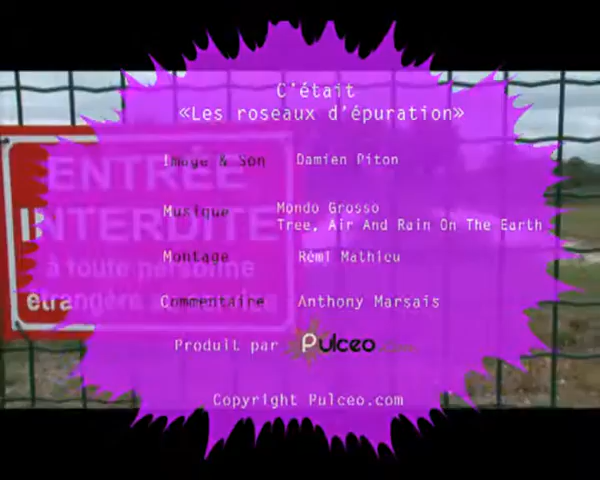 C'était
«Les roseaux d'épuration»
Image & Son Damien Piton
Musique Mondo Grosso
Tree, Air And Rain On The Earth
Montage Rémi Mathieu
Commentaire Anthony Marsais
Produit par Pulceo.com
Copyright Pulceo.com
ENTRÉE
INTERDITE
à toute personne
étrangère